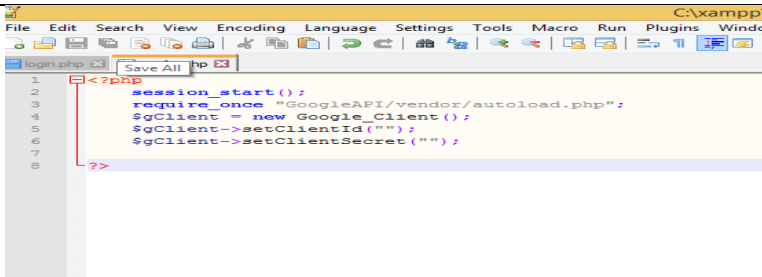 C:\xampp
File Edit Search View Encoding Language Settings Tools Macro Run Plugins Windo
login.php hp
Save All
1 <?php
2 session_start();
3 require_once "GoogleAPI/vendor/autoload.php";
4 $gClient = new Google_Client();
5 $gClient->setClientId("");
6 $gClient->setClientSecret("");
7
8 ?>